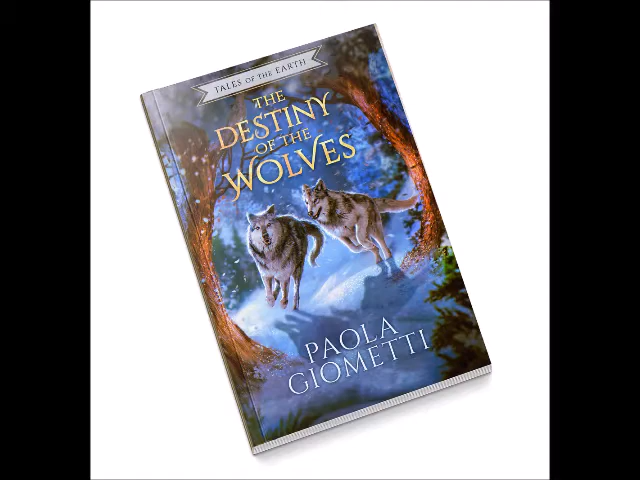 TALES OF THE EARTH
THE
DESTINY
OF THE
WOLVES
PAOLA
GIOMETTI